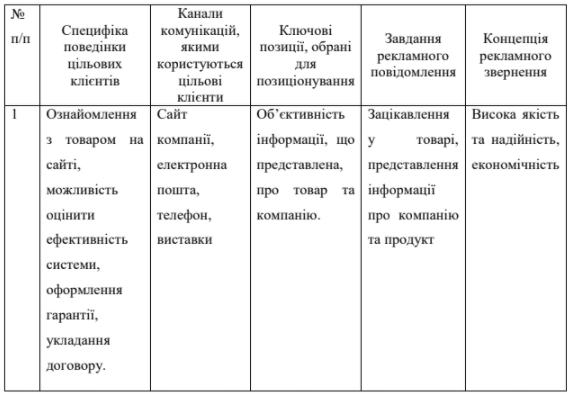 №
п/п
Специфіка
поведінки
цільових
клієнтів
Канали
комунікацій,
якими
користуються
цільові
клієнти
Ключові
позиції, обрані
для
позиціонування
Завдання
рекламного
повідомлення
Концепція
рекламного
звернення
1
Ознайомлення
з товаром на
сайті,
можливість
оцінити
ефективність
системи,
оформлення
гарантії,
укладання
договору.
Сайт
компанії,
електронна
пошта,
телефон,
виставки
Об’єктивність
інформації, що
представлена,
про товар та
компанію.
Зацікавлення
у товарі,
представлення
інформації
про компанію
та продукт
Висока якість
та надійність,
економічність